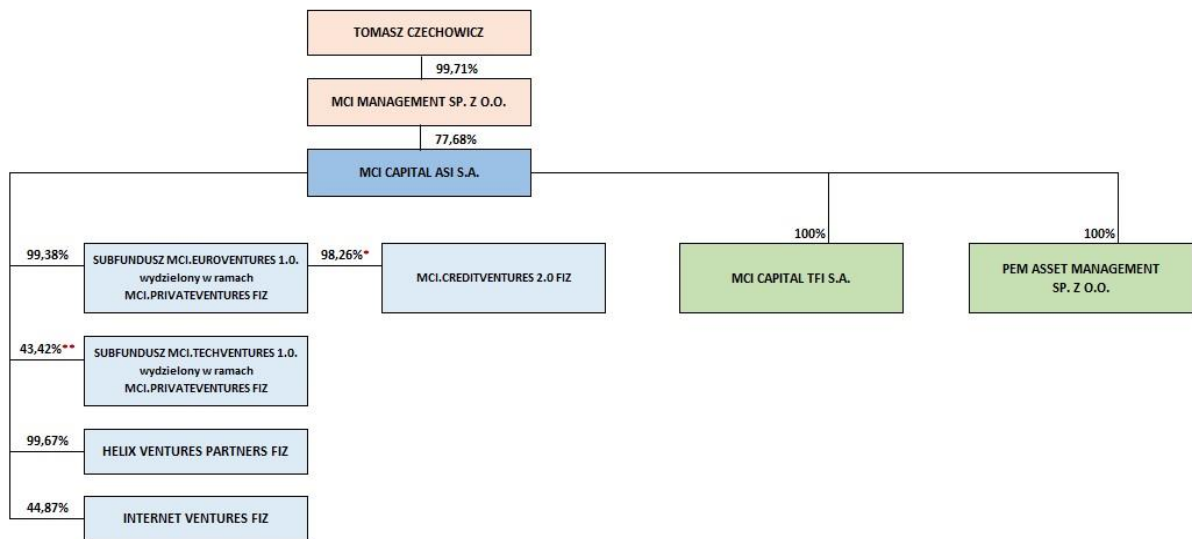 TOMASZ CZECHOWICZ
99,71%
MCI MANAGEMENT SP. Z O.O.
77,68%
MCI CAPITAL ASI S.A.
99,38%
SUBFUNDUSZ MCI.EUROVENTURES 1.0.
wydzielony w ramach
MCI.PRIVATEVENTURES FIZ
98,26%*
MCI.CREDITVENTURES 2.0 FIZ
100%
MCI CAPITAL TFI S.A.
100%
PEM ASSET MANAGEMENT
SP. Z O.O.
43,42%**
SUBFUNDUSZ MCI.TECHVENTURES 1.0.
wydzielony w ramach
MCI.PRIVATEVENTURES FIZ
99,67%
HELIX VENTURES PARTNERS FIZ
44,87%
INTERNET VENTURES FIZ